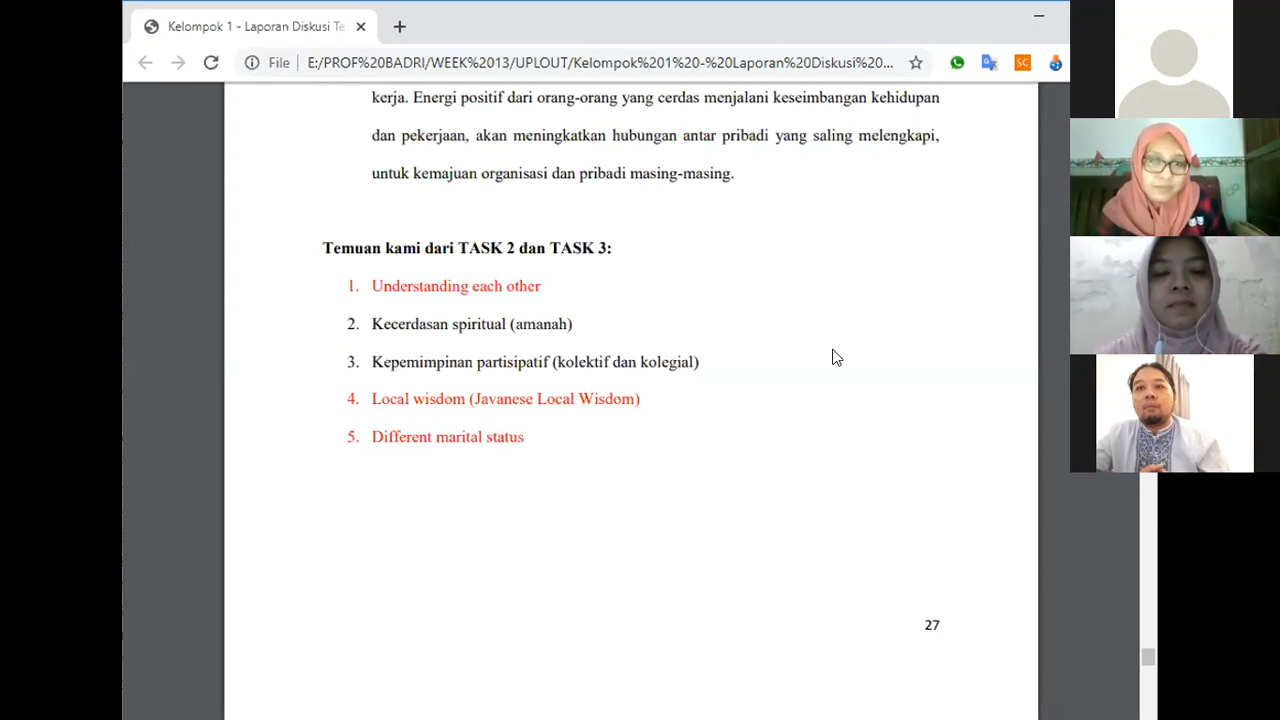 Kelompok 1 - Laporan Diskusi Te
File
E:/PROF%20BADRI/WEEK%2013/UPLOUT/Kelompok%201%20-%20Laporan%20Diskusi%20...
SC
kerja. Energi positif dari orang-orang yang cerdas menjalani keseimbangan kehidupan
dan pekerjaan, akan meningkatkan hubungan antar pribadi yang saling melengkapi,
untuk kemajuan organisasi dan pribadi masing-masing.
Temuan kami dari TASK 2 dan TASK 3:
1. Understanding each other
2. Kecerdasan spiritual (amanah)
3. Kepemimpinan partisipatif (kolektif dan kolegial)
4. Local wisdom (Javanese Local Wisdom)
5. Different marital status
27